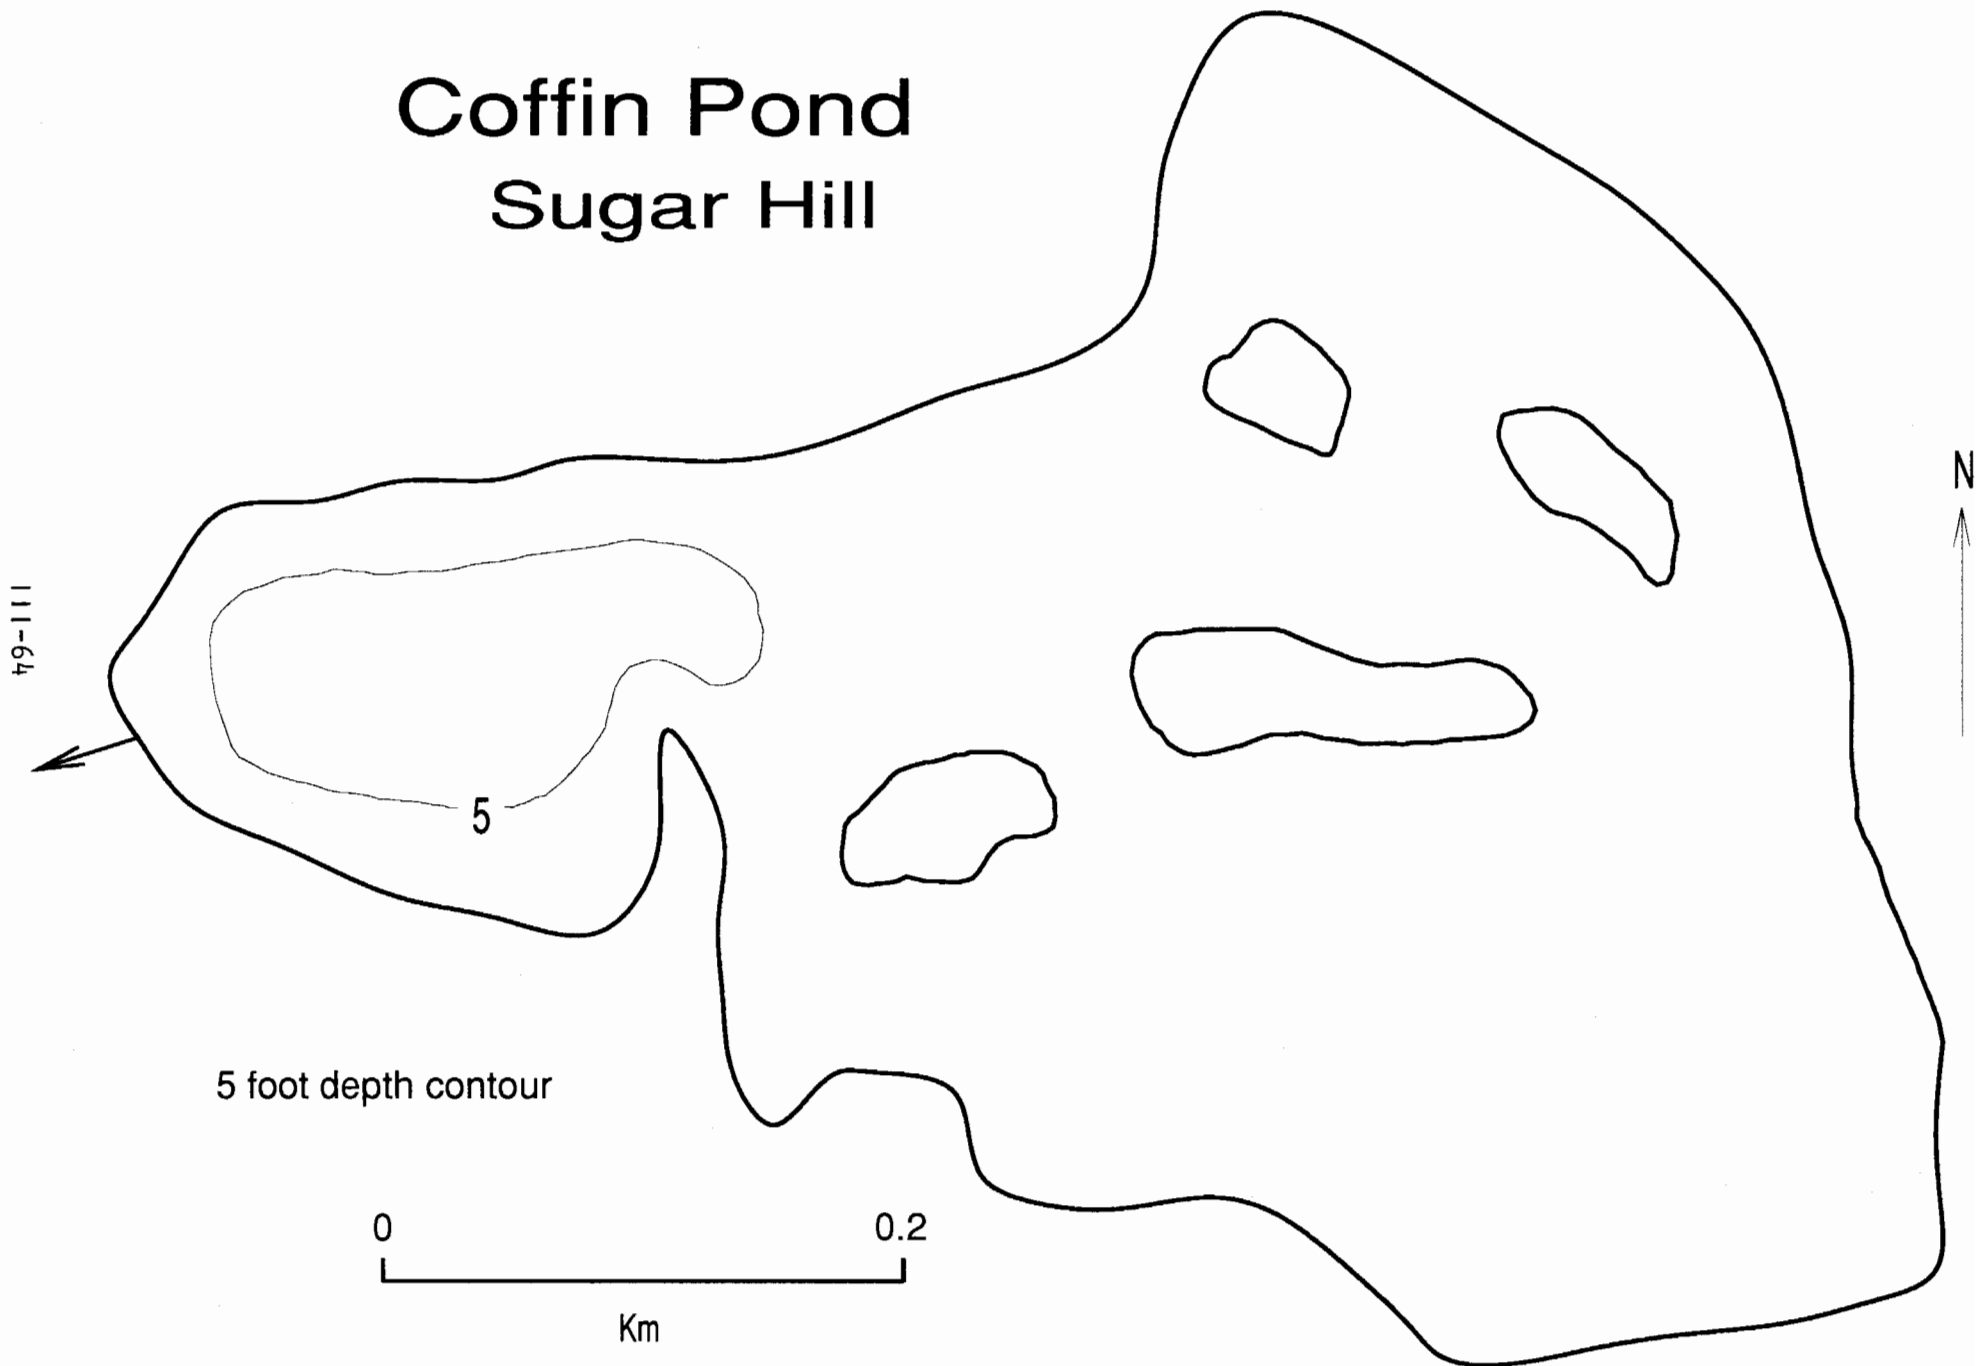 Coffin Pond
Sugar Hill
N
111-64
5
5 foot depth contour
0 0.2
Km